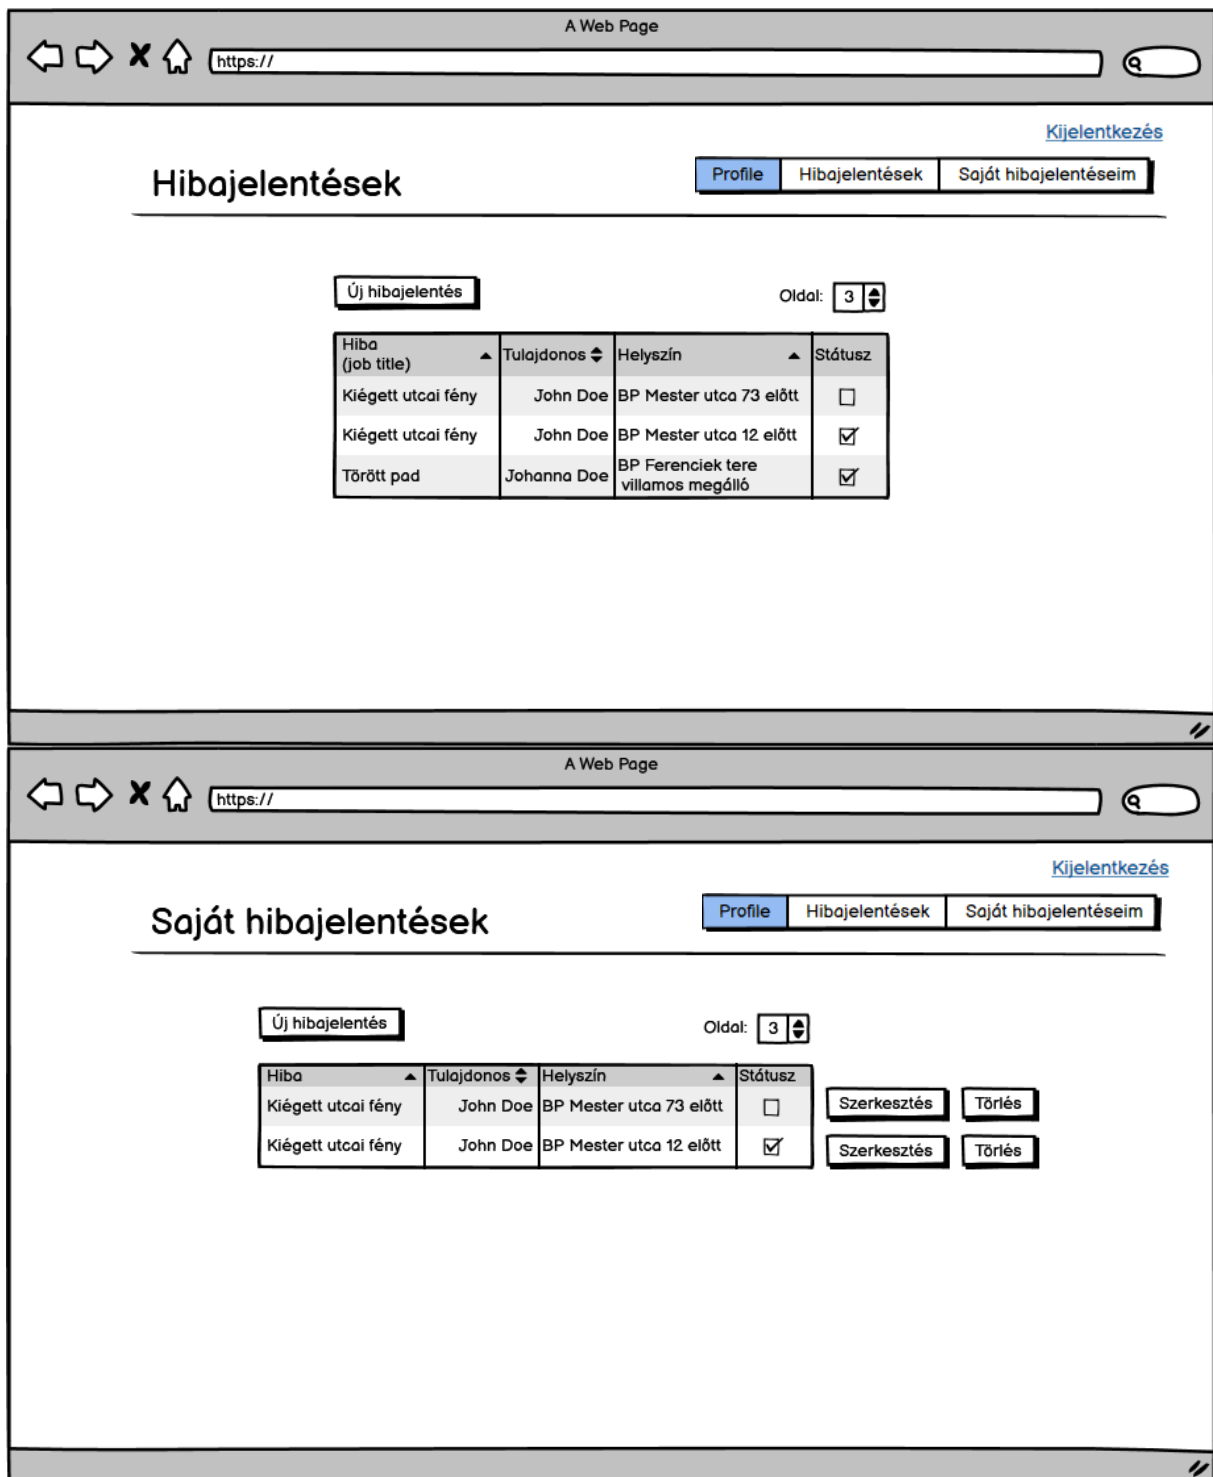 A Web Page
https://
Kijelentkezés
Hibajelentések
Profile Hibajelentések Saját hibajelentéseim
Új hibajelentés Oldal: 3
Hiba
(job title) Tulajdonos Helyszín Státusz
Kiégett utcai fény John Doe BP Mester utca 73 előtt
Kiégett utcai fény John Doe BP Mester utca 12 előtt
Törött pad Johanna Doe BP Ferenciek tere
villamos megálló
A Web Page
https://
Kijelentkezés
Saját hibajelentések
Profile Hibajelentések Saját hibajelentéseim
Új hibajelentés Oldal: 3
Hiba Tulajdonos Helyszín Státusz
Kiégett utcai fény John Doe BP Mester utca 73 előtt Szerkesztés Törlés
Kiégett utcai fény John Doe BP Mester utca 12 előtt Szerkesztés Törlés